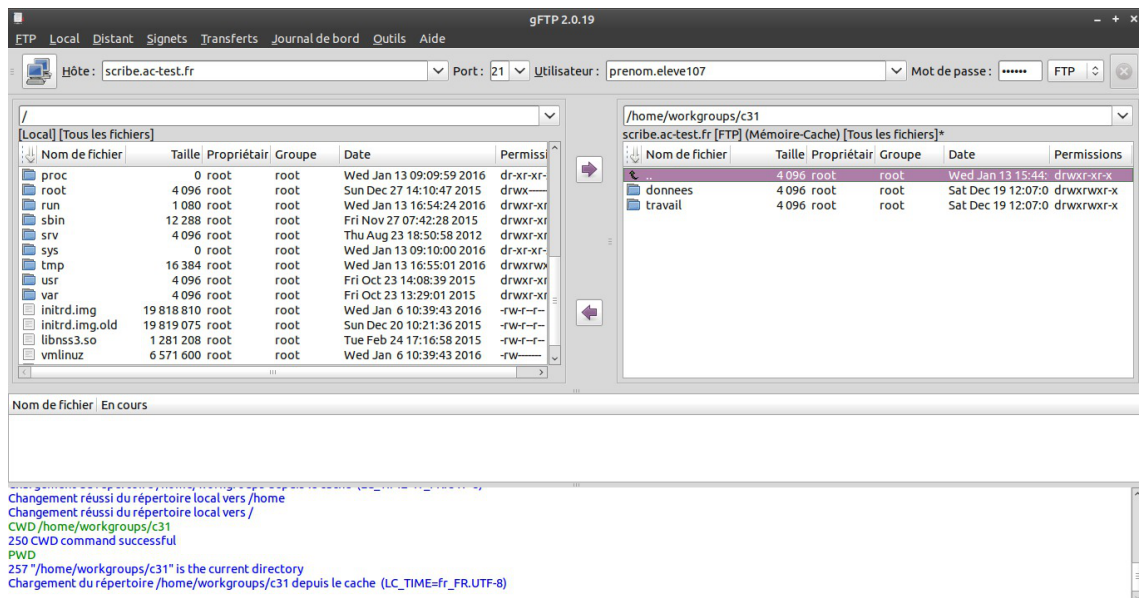 gFTP 2.0.19
FTP Local Distant Signets Transferts Journal de bord Outils Aide
Hôte : scribe.ac-test.fr Port : 21 Utilisateur : prenom.eleve107 Mot de passe : •••••• FTP
/
[Local] [Tous les fichiers]
Nom de fichier Taille Propriétair Groupe Date Permissi
proc 0 root root Wed Jan 13 09:09:59 2016 dr-xr-xr-
root 4 096 root root Sun Dec 27 14:10:47 2015 drwx-----
run 1 080 root root Wed Jan 13 16:54:24 2016 drwxr-xr
sbin 12 288 root root Fri Nov 27 07:42:28 2015 drwxr-xr
srv 4 096 root root Thu Aug 23 18:50:58 2012 drwxr-xr
sys 0 root root Wed Jan 13 09:10:00 2016 dr-xr-xr-
tmp 16 384 root root Wed Jan 13 16:55:01 2016 drwxrwx
usr 4 096 root root Fri Oct 23 14:08:39 2015 drwxr-xr
var 4 096 root root Fri Oct 23 13:29:01 2015 drwxr-xr
initrd.img 19 818 810 root root Wed Jan 6 10:39:43 2016 -rw-r--r--
initrd.img.old 19 819 075 root root Sun Dec 20 10:21:36 2015 -rw-r--r--
libnss3.so 1 281 208 root root Tue Feb 24 17:16:58 2015 -rw-r--r--
vmlinuz 6 571 600 root root Wed Jan 6 10:39:43 2016 -rw-------
/home/workgroups/c31
scribe.ac-test.fr [FTP] (Mémoire-Cache) [Tous les fichiers]*
Nom de fichier Taille Propriétair Groupe Date Permissions
.. 4 096 root root Wed Jan 13 15:44: drwxr-xr-x
donnees 4 096 root root Sat Dec 19 12:07:0 drwxrwxr-x
travail 4 096 root root Sat Dec 19 12:07:0 drwxrwxr-x
Nom de fichier En cours
Changement réussi du répertoire local vers /home
Changement réussi du répertoire local vers /
CWD /home/workgroups/c31
250 CWD command successful
PWD
257 "/home/workgroups/c31" is the current directory
Chargement du répertoire /home/workgroups/c31 depuis le cache (LC_TIME=fr_FR.UTF-8)